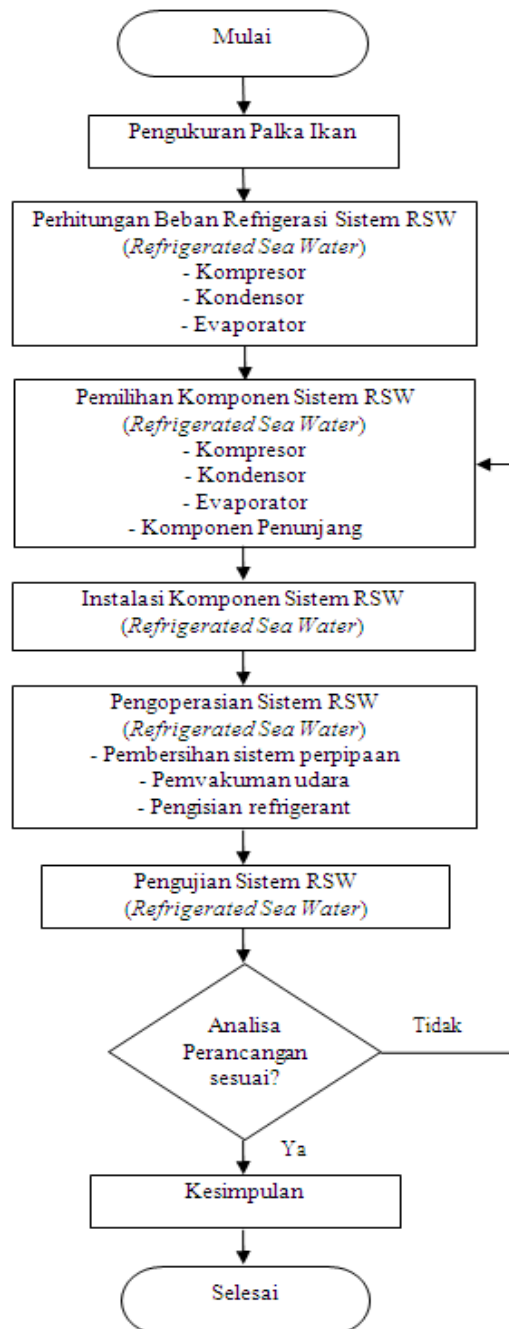 Mulai
Pengukuran Palka Ikan
Perhitungan Beban Refrigerasi Sistem RSW
(Refrigerated Sea Water)
- Kompresor
- Kondensor
- Evaporator
Pemilihan Komponen Sistem RSW
(Refrigerated Sea Water)
- Kompresor
- Kondensor
- Evaporator
- Komponen Penunjang
Instalasi Komponen Sistem RSW
(Refrigerated Sea Water)
Pengoperasian Sistem RSW
(Refrigerated Sea Water)
- Pembersihan sistem perpipaan
- Pemvakuman udara
- Pengisian refrigerant
Pengujian Sistem RSW
(Refrigerated Sea Water)
Analisa
Perancangan
sesuai?
Tidak
Ya
Kesimpulan
Selesai